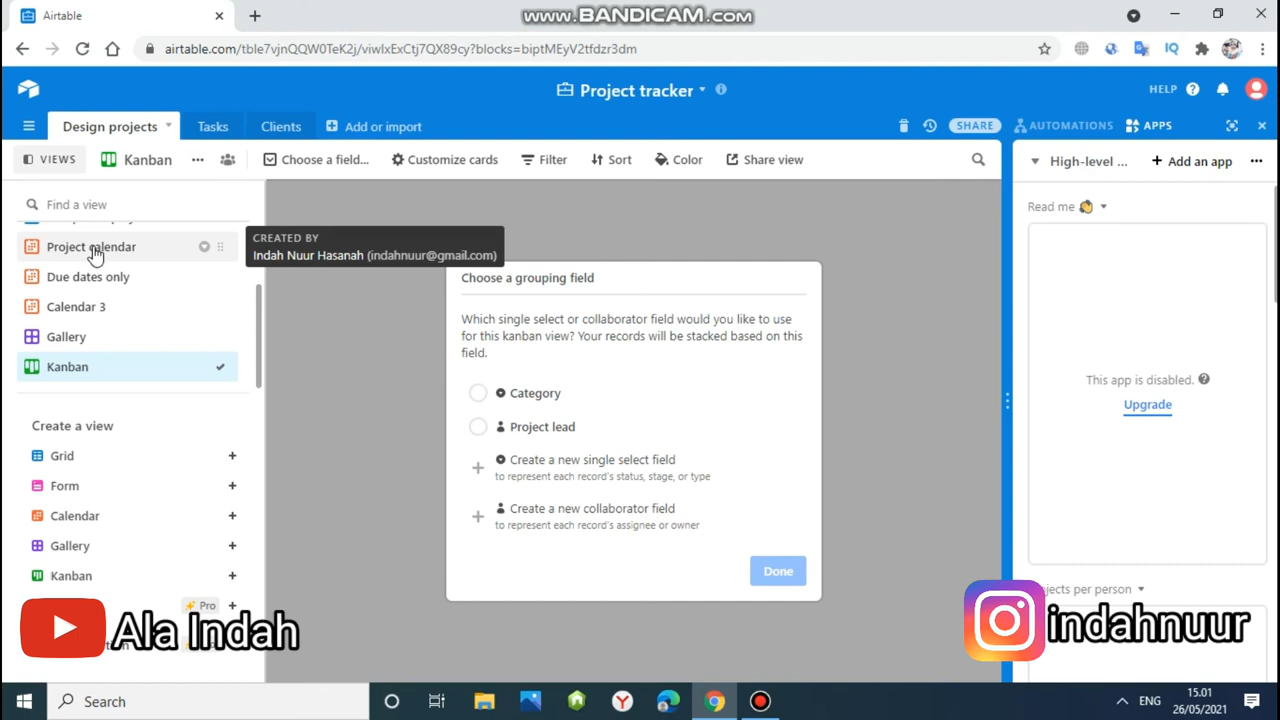 Airtable
www.BANDICAM.com
airtable.com/tble7vjnQQW0TeK2j/viwlxExCtj7QX89cy?blocks=biptMEyV2tfdzr3dm
Project tracker
HELP
Design projects
Tasks
Clients
Add or import
SHARE
AUTOMATIONS
APPS
VIEWS
Kanban
Choose a field...
Customize cards
Filter
Sort
Color
Share view
High-level ...
Add an app
Find a view
Read me
Project calendar
CREATED BY
Indah Nuur Hasanah (indahnuur@gmail.com)
Due dates only
Calendar 3
Gallery
Kanban
Choose a grouping field
Which single select or collaborator field would you like to use
for this kanban view? Your records will be stacked based on this
field.
Category
Project lead
Create a new single select field
to represent each record's status, stage, or type
Create a new collaborator field
to represent each record's assignee or owner
Done
This app is disabled.
Upgrade
Create a view
Grid
Form
Calendar
Gallery
Kanban
Pro
per person
Ala Indah
indahnuur
Search
ENG
15.01
26/05/2021